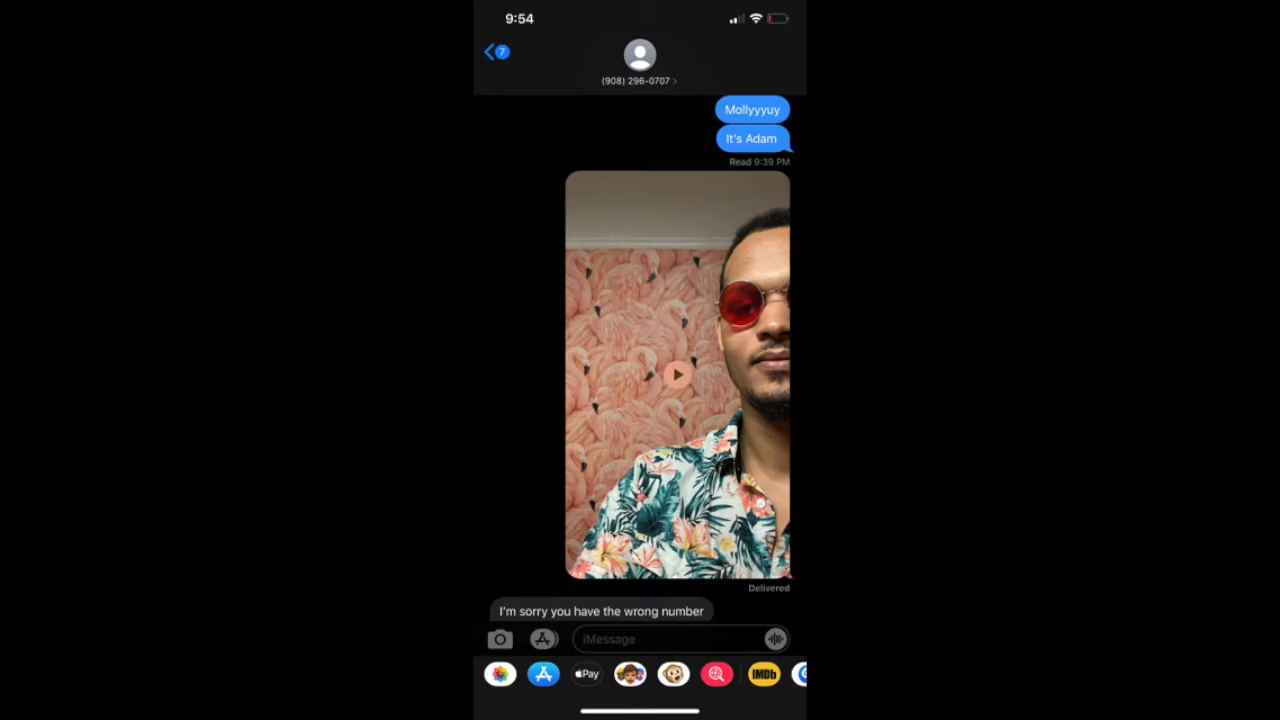 9:54
7
(908) 296-0707
Mollyyyuy
It's Adam
Read 9:39 PM
Delivered
I'm sorry you have the wrong number
iMessage
Pay
IMDb